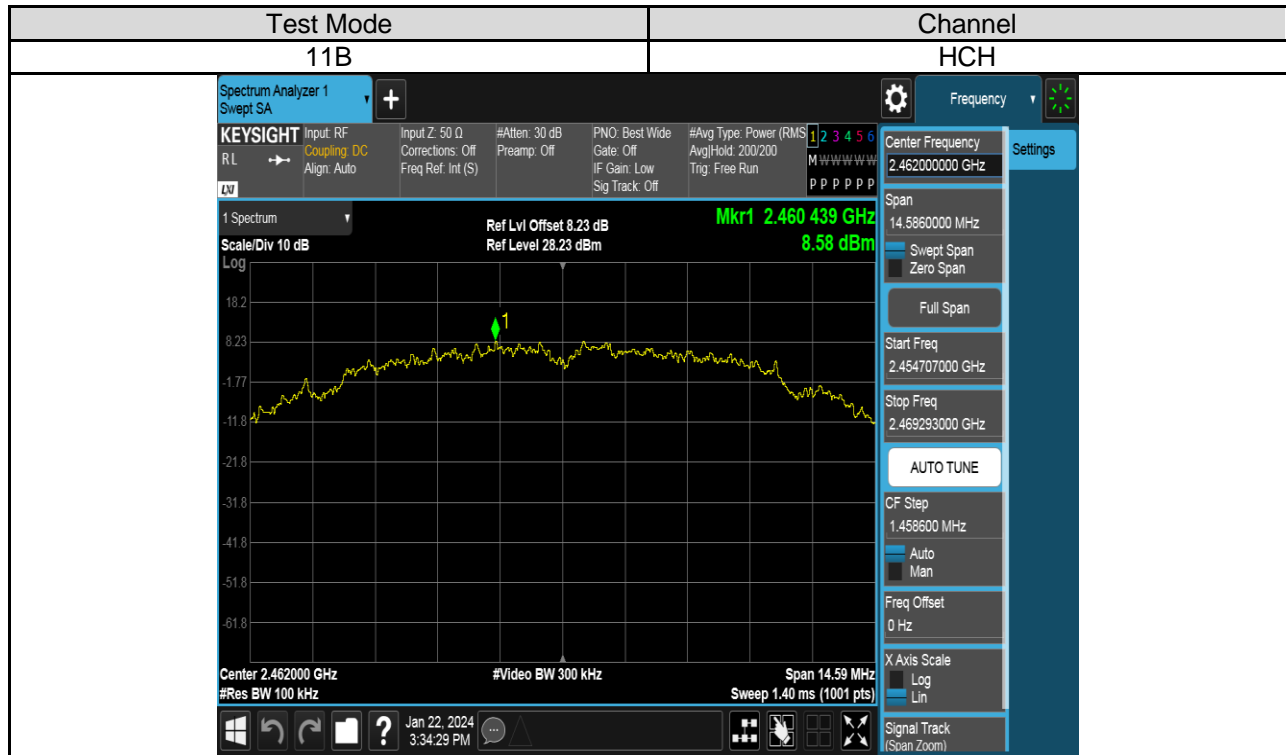 Test Mode Channel
11B HCH
Spectrum Analyzer 1
Swept SA
+
Frequency
KEYSIGHT
RL
LXI
Input: RF
Coupling: DC
Align: Auto
Input Z: 50 Ω
Corrections: Off
Freq Ref: Int (S)
#Atten: 30 dB
Preamp: Off
PNO: Best Wide
Gate: Off
IF Gain: Low
Sig Track: Off
#Avg Type: Power (RMS
Avg|Hold: 200/200
Trig: Free Run
1 2 3 4 5 6
M W W W W W
P P P P P P
1 Spectrum
Scale/Div 10 dB
Ref Lvl Offset 8.23 dB
Ref Level 28.23 dBm
Mkr1 2.460 439 GHz
8.58 dBm
Log
18.2
8.23
-1.77
-11.8
-21.8
-31.8
-41.8
-51.8
-61.8
1
Center 2.462000 GHz
#Res BW 100 kHz
#Video BW 300 kHz
Span 14.59 MHz
Sweep 1.40 ms (1001 pts)
?
Jan 22, 2024
3:34:29 PM
Center Frequency
2.462000000 GHz
Span
14.5860000 MHz
Swept Span
Zero Span
Full Span
Start Freq
2.454707000 GHz
Stop Freq
2.469293000 GHz
AUTO TUNE
CF Step
1.458600 MHz
Auto
Man
Freq Offset
0 Hz
X Axis Scale
Log
Lin
Signal Track
(Span Zoom)
Settings